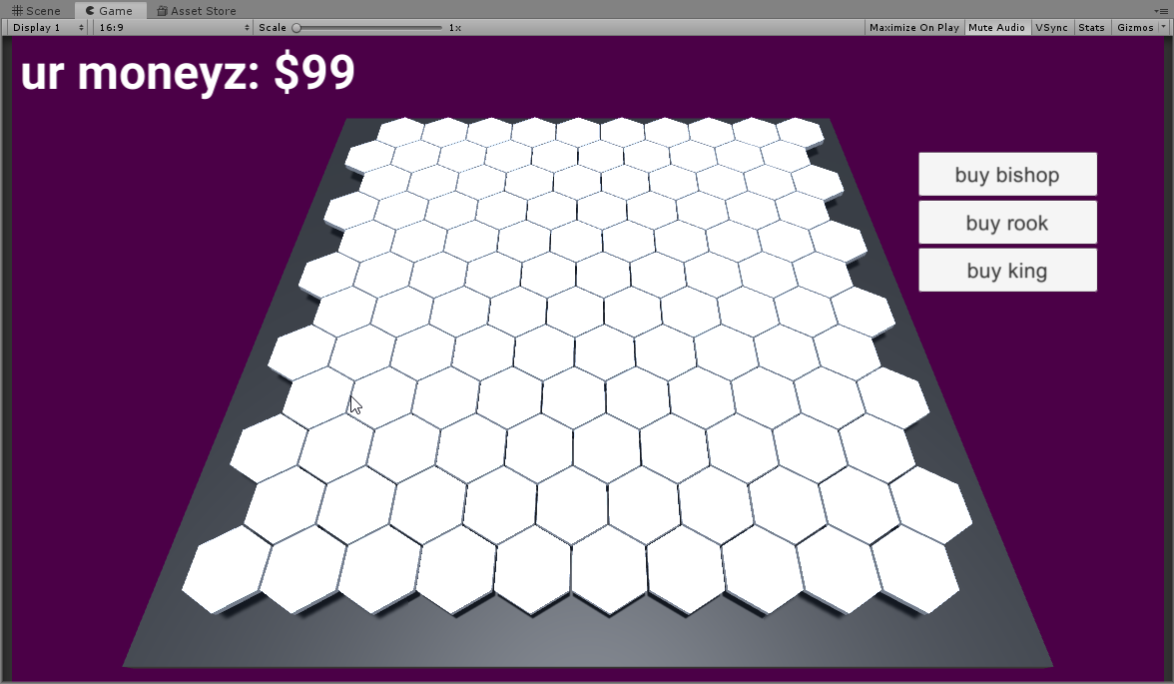 Scene Game Asset Store
Display 1 16:9 Scale 1x Maximize On Play Mute Audio VSync Stats Gizmos
ur moneyz: $99
buy bishop
buy rook
buy king